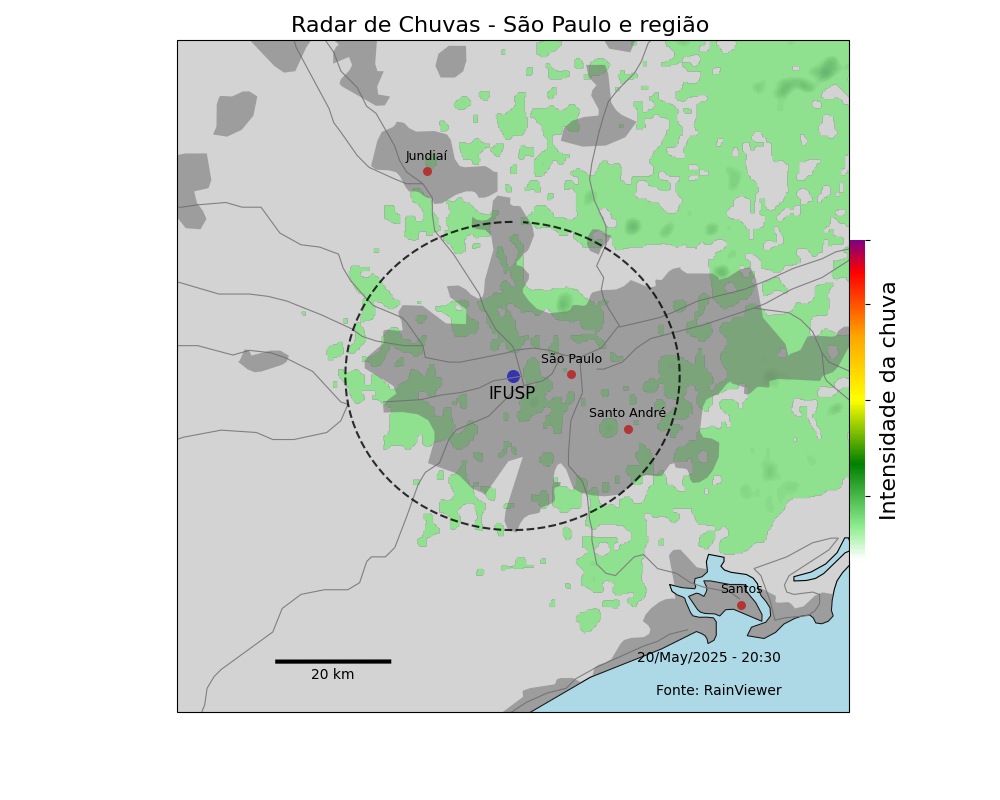 Radar de Chuvas - São Paulo e região
Jundiaí
São Paulo
IFUSP
Santo André
Intensidade da chuva
Santos
20/May/2025 - 20:30
20 km
Fonte: RainViewer